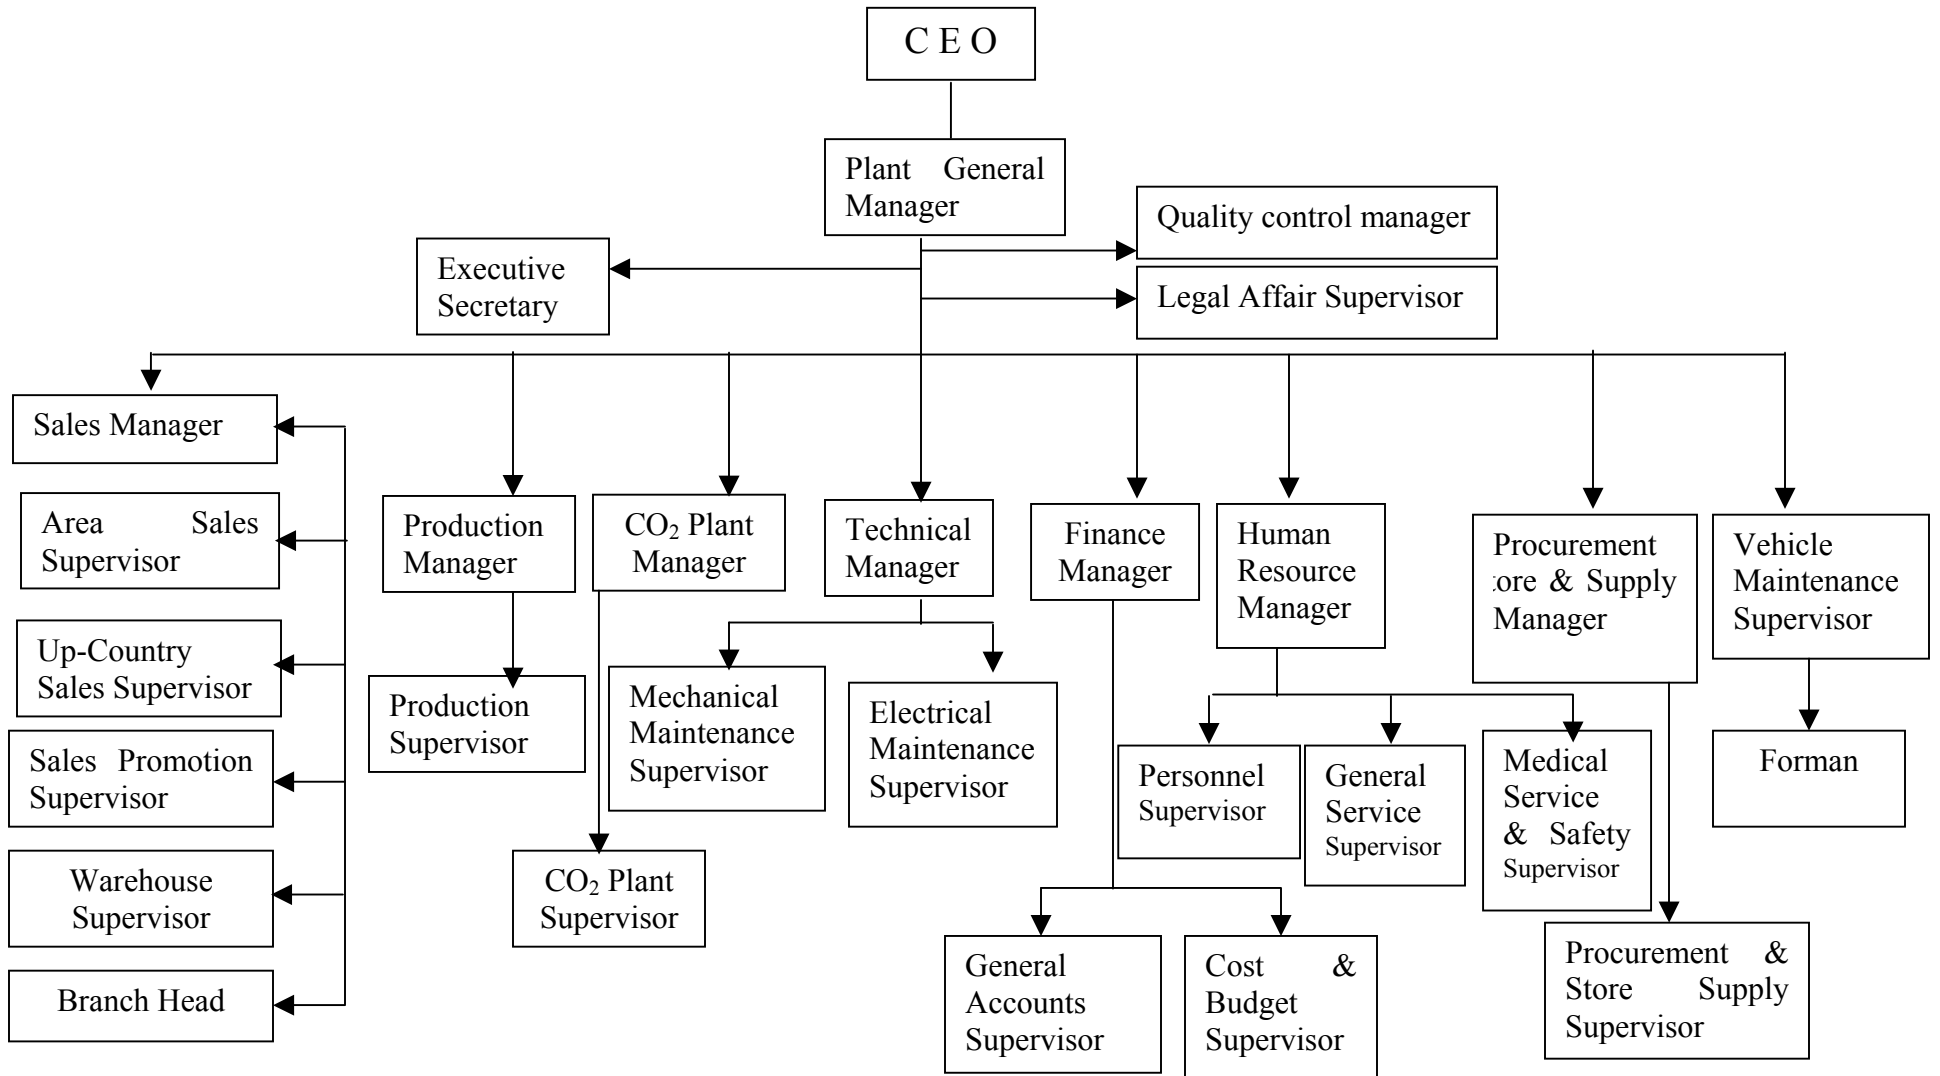 C E O
Plant General
Manager
Quality control manager
Executive
Secretary
Legal Affair Supervisor
Sales Manager
Area Sales
Supervisor
Up-Country
Sales Supervisor
Sales Promotion
Supervisor
Warehouse
Supervisor
Branch Head
Production
Manager
CO₂ Plant
Manager
Technical
Manager
Finance
Manager
Human
Resource
Manager
Procurement
tore & Supply
Manager
Vehicle
Maintenance
Supervisor
Production
Supervisor
Mechanical
Maintenance
Supervisor
Electrical
Maintenance
Supervisor
Personnel
Supervisor
General
Service
Supervisor
Medical
Service
& Safety
Supervisor
Forman
CO₂ Plant
Supervisor
General
Accounts
Supervisor
Cost &
Budget
Supervisor
Procurement &
Store Supply
Supervisor